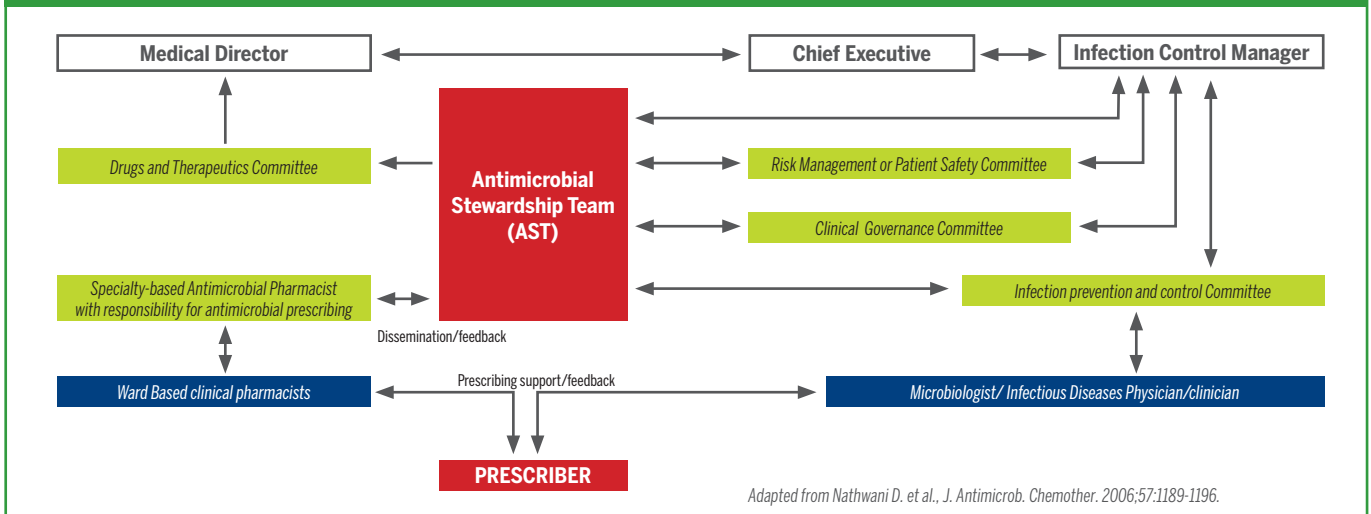 Medical Director
Chief Executive
Infection Control Manager
Drugs and Therapeutics Committee
Antimicrobial
Stewardship Team
(AST)
Risk Management or Patient Safety Committee
Clinical Governance Committee
Specialty-based Antimicrobial Pharmacist
with responsibility for antimicrobial prescribing
Infection prevention and control Committee
Dissemination/feedback
Ward Based clinical pharmacists
Prescribing support/feedback
Microbiologist/ Infectious Diseases Physician/clinician
PRESCRIBER
Adapted from Nathwani D. et al., J. Antimicrob. Chemother. 2006;57:1189-1196.